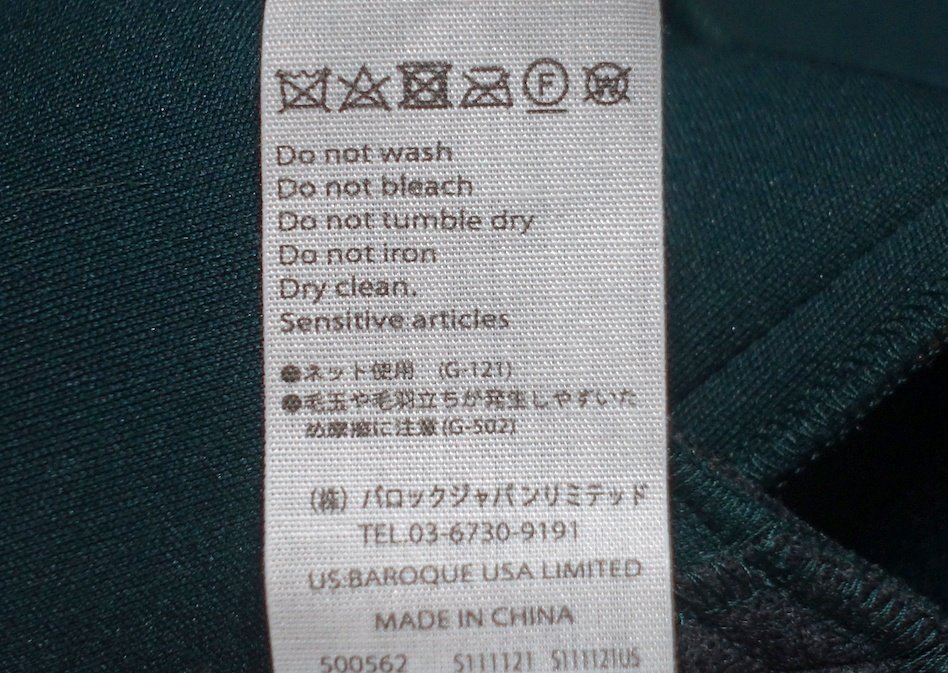 F W
Do not wash
Do not bleach
Do not tumble dry
Do not iron
Dry clean.
Sensitive articles
●ネット使用 (G-121)
●毛玉や毛羽立ちが発生しやすいた
め摩擦に注意(G-502)
(株) バロックジャパンリミテッド
TEL.03-6730-9191
US:BAROQUE USA LIMITED
MADE IN CHINA
500562 S111121 S111121US